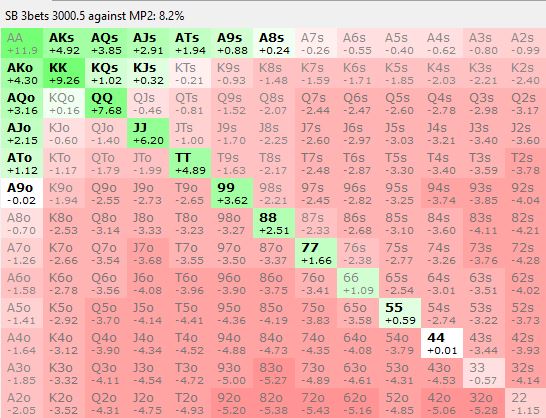 SB 3bets 3000.5 against MP2: 8.2%
AA AKs AQs AJs ATs A9s A8s A7s A6s A5s A4s A3s A2s
+11.9 +4.92 +3.85 +2.91 +1.94 +0.88 +0.24 -0.26 -0.55 -0.40 -0.62 -0.80 -0.99
AKo KK KQs KJs KTs K9s K8s K7s K6s K5s K4s K3s K2s
+4.30 +9.26 +1.02 +0.32 -0.21 -0.93 -1.48 -1.59 -1.71 -1.85 -2.03 -2.21 -2.40
AQo KQo QQ QJs QTs Q9s Q8s Q7s Q6s Q5s Q4s Q3s Q2s
+3.16 +0.16 +7.68 -0.46 -0.81 -1.52 -2.07 -2.44 -2.47 -2.60 -2.78 -2.98 -3.17
AJo KJo QJo JJ JTs J9s J8s J7s J6s J5s J4s J3s J2s
+2.15 -0.60 -1.40 +6.20 -1.00 -1.70 -2.25 -2.60 -2.97 -3.03 -3.21 -3.40 -3.60
ATo KTo QTo JTo TT T9s T8s T7s T6s T5s T4s T3s T2s
+1.12 -1.17 -1.79 -1.99 +4.89 -1.63 -2.17 -2.48 -2.87 -3.30 -3.40 -3.59 -3.78
A9o K9o Q9o J9o T9o 99 98s 97s 96s 95s 94s 93s 92s
-0.02 -1.94 -2.55 -2.73 -2.65 +3.62 -2.21 -2.45 -2.82 -3.25 -3.74 -3.85 -4.04
A8o K8o Q8o J8o T8o 98o 88 87s 86s 85s 84s 83s 82s
-0.70 -2.53 -3.14 -3.33 -3.23 -3.27 +2.51 -2.33 -2.68 -3.10 -3.60 -4.11 -4.21
A7o K7o Q7o J7o T7o 97o 87o 77 76s 75s 74s 73s 72s
-1.26 -2.66 -3.54 -3.68 -3.55 -3.50 -3.37 +1.66 -2.38 -2.77 -3.26 -3.76 -4.28
A6o K6o Q6o J6o T6o 96o 86o 76o 66 65s 64s 63s 62s
-1.58 -2.78 -3.56 -4.08 -3.96 -3.90 -3.75 -3.41 +1.09 -2.54 -3.01 -3.51 -4.02
A5o K5o Q5o J5o T5o 95o 85o 75o 65o 55 54s 53s 52s
-1.41 -2.92 -3.70 -4.14 -4.41 -4.36 -4.19 -3.83 -3.58 +0.59 -2.74 -3.22 -3.73
A4o K4o Q4o J4o T4o 94o 84o 74o 64o 54o 44 43s 42s
-1.64 -3.12 -3.90 -4.34 -4.52 -4.88 -4.73 -4.35 -4.08 -3.79 +0.01 -3.44 -3.93
A3o K3o Q3o J3o T3o 93o 83o 73o 63o 53o 43o 33 32s
-1.85 -3.32 -4.11 -4.54 -4.72 -5.00 -5.27 -4.89 -4.61 -4.31 -4.53 -0.57 -4.14
A2o K2o Q2o J2o T2o 92o 82o 72o 62o 52o 42o 32o 22
-2.05 -3.52 -4.31 -4.75 -4.93 -5.20 -5.38 -5.43 -5.16 -4.85 -5.06 -5.28 -1.15